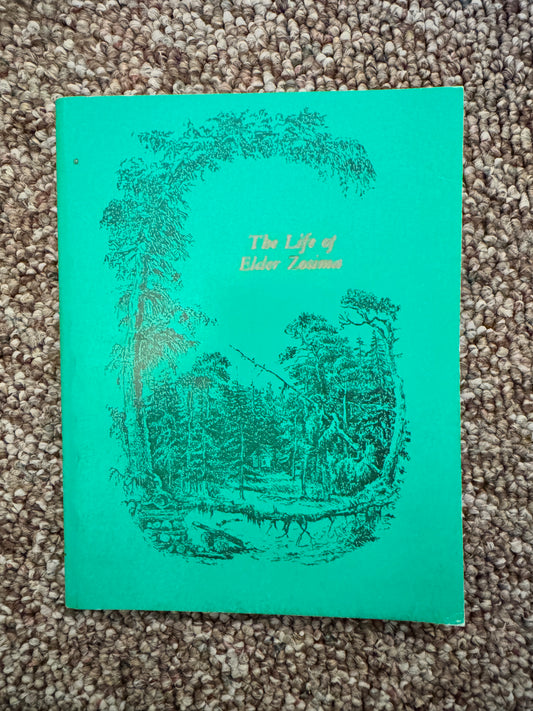 The Life of
Elder Zosima